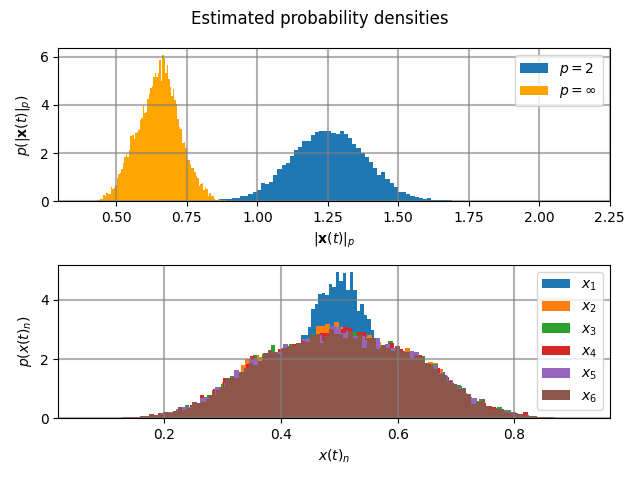 Estimated probability densities
p(|x(t)|ₚ)
6
4
2
0
p = 2
p = ∞
0.50 0.75 1.00 1.25 1.50 1.75 2.00 2.25
|x(t)|ₚ
p(x(t)ₙ)
4
2
0
x₁
x₂
x₃
x₄
x₅
x₆
0.2 0.4 0.6 0.8
x(t)ₙ